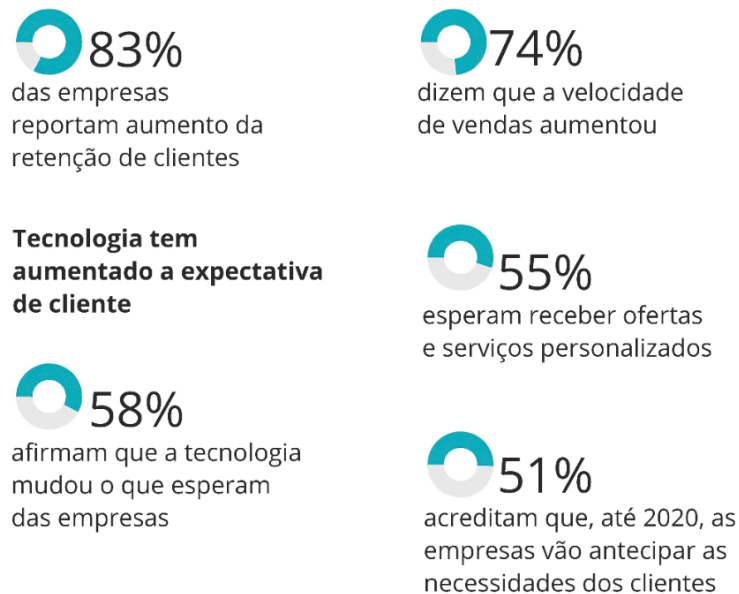 83%
das empresas
reportam aumento da
retenção de clientes
74%
dizem que a velocidade
de vendas aumentou
Tecnologia tem
aumentado a expectativa
de cliente
58%
afirmam que a tecnologia
mudou o que esperam
das empresas
55%
esperam receber ofertas
e serviços personalizados
51%
acreditam que, até 2020, as
empresas vão antecipar as
necessidades dos clientes